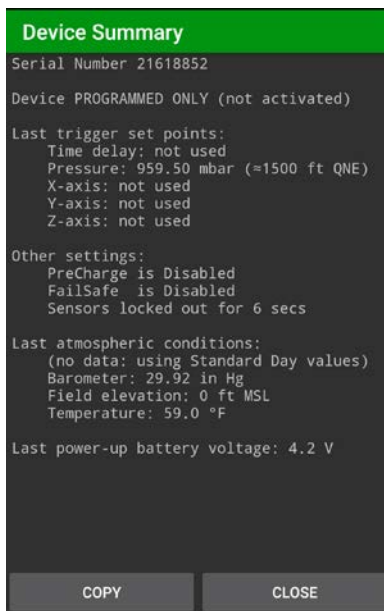 Device Summary
Serial Number 21618852
Device PROGRAMMED ONLY (not activated)
Last trigger set points:
Time delay: not used
Pressure: 959.50 mbar (≈1500 ft QNE)
X-axis: not used
Y-axis: not used
Z-axis: not used
Other settings:
PreCharge is Disabled
FailSafe  is Disabled
Sensors locked out for 6 secs
Last atmospheric conditions:
(no data: using Standard Day values)
Barometer: 29.92 in Hg
Field elevation: 0 ft MSL
Temperature: 59.0 °F
Last power-up battery voltage: 4.2 V
COPY CLOSE